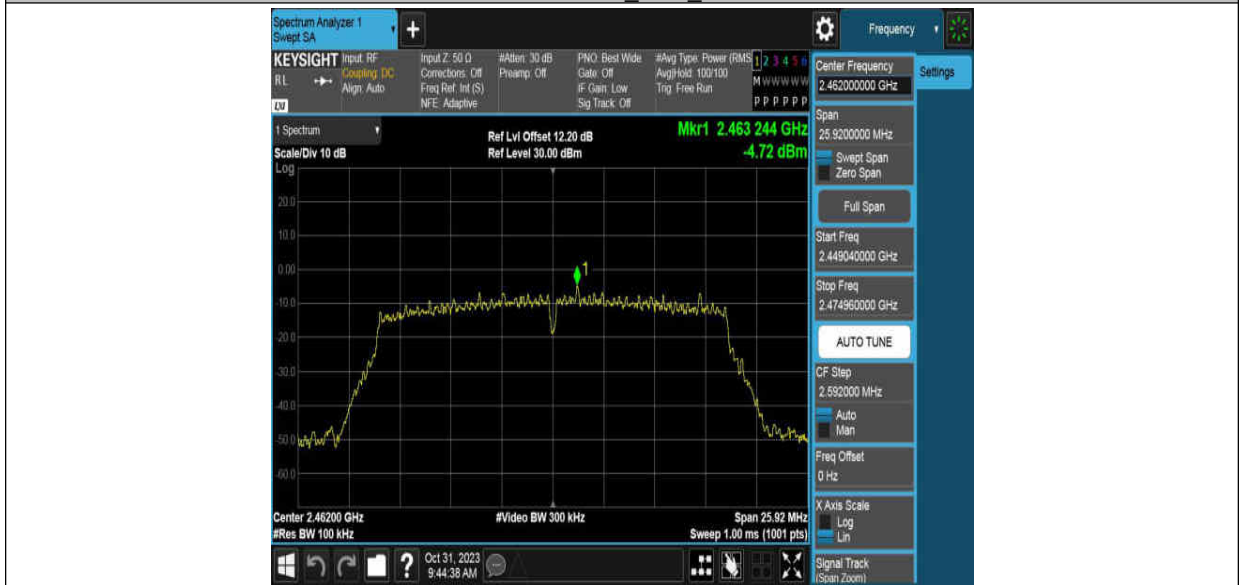 Spectrum Analyzer 1
Swept SA
+
Frequency
KEYSIGHT
RL
Input: RF
Coupling: DC
Align: Auto
Input Z: 50 Ω
Corrections: Off
Freq Ref: Int (S)
NFE: Adaptive
#Atten: 30 dB
Preamp: Off
PNO: Best Wide
Gate: Off
IF Gain: Low
Sig Track: Off
#Avg Type: Power (RMS
Avg|Hold: 100/100
Trig: Free Run
1 2 3 4 5 6
M W W W W W
P P P P P P
1 Spectrum
Scale/Div 10 dB
Ref Lvl Offset 12.20 dB
Ref Level 30.00 dBm
Mkr1 2.463 244 GHz
-4.72 dBm
Log
20.0
10.0
0.00
-10.0
-20.0
-30.0
-40.0
-50.0
-60.0
1
Center 2.46200 GHz
#Res BW 100 kHz
#Video BW 300 kHz
Span 25.92 MHz
Sweep 1.00 ms (1001 pts)
Oct 31, 2023
9:44:38 AM
?
Center Frequency
2.462000000 GHz
Settings
Span
25.9200000 MHz
Swept Span
Zero Span
Full Span
Start Freq
2.449040000 GHz
Stop Freq
2.474960000 GHz
AUTO TUNE
CF Step
2.592000 MHz
Auto
Man
Freq Offset
0 Hz
X Axis Scale
Log
Lin
Signal Track
(Span Zoom)